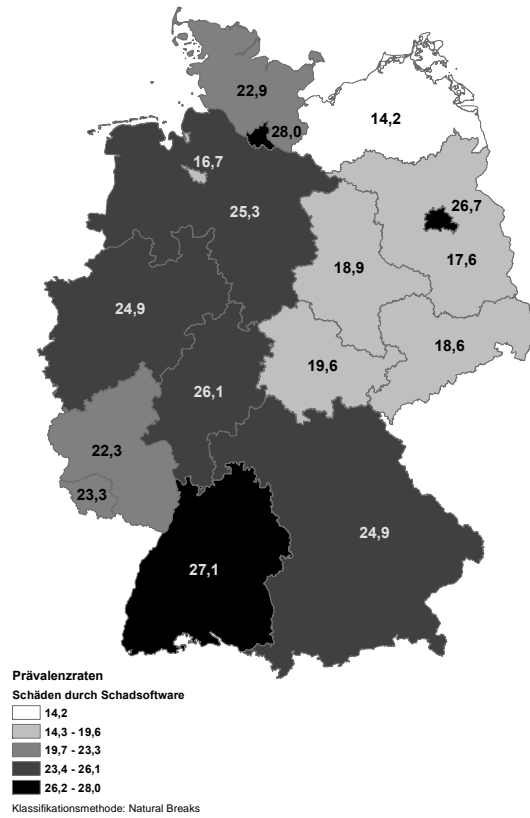 22,9
28,0
14,2
16,7
26,7
25,3
17,6
18,9
24,9
18,6
19,6
26,1
22,3
23,3
24,9
27,1
Prävalenzraten
Schäden durch Schadsoftware
14,2
14,3 - 19,6
19,7 - 23,3
23,4 - 26,1
26,2 - 28,0
Klassifikationsmethode: Natural Breaks